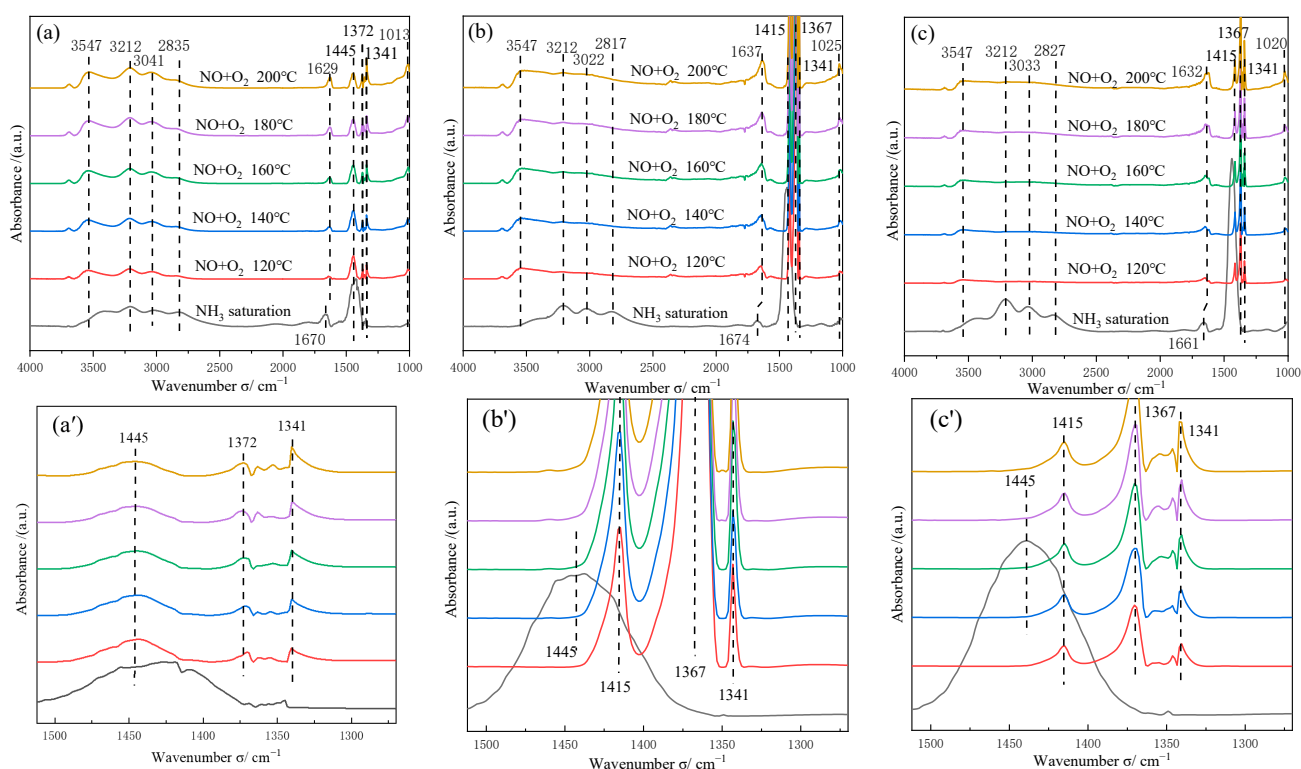 (a)
3547
3212
3041
2835
1629
1445
1372
1341
1013
NO+O₂ 200℃
NO+O₂ 180℃
NO+O₂ 160℃
NO+O₂ 140℃
NO+O₂ 120℃
NH₃ saturation
1670
Absorbance /(a.u.)
4000 3500 3000 2500 2000 1500 1000
Wavenumber σ/ cm⁻¹
(b)
3547
3212
3022
2817
1637
1415
1367
1341
1025
NO+O₂ 200℃
NO+O₂ 180℃
NO+O₂ 160℃
NO+O₂ 140℃
NO+O₂ 120℃
NH₃ saturation
1674
Absorbance /(a.u.)
4000 3500 3000 2500 2000 1500 1000
Wavenumber σ/ cm⁻¹
(c)
3547
3212
3033
2827
1632
1415
1367
1341
1020
NO+O₂ 200℃
NO+O₂ 180℃
NO+O₂ 160℃
NO+O₂ 140℃
NO+O₂ 120℃
NH₃ saturation
1661
Absorbance /(a.u.)
4000 3500 3000 2500 2000 1500 1000
Wavenumber σ/ cm⁻¹
(a')
1445
1372
1341
Absorbance /(a.u.)
1500 1450 1400 1350 1300
Wavenumber σ/ cm⁻¹
(b')
1445
1415
1367
1341
Absorbance /(a.u.)
1500 1450 1400 1350 1300
Wavenumber σ/ cm⁻¹
(c')
1445
1415
1367
1341
Absorbance /(a.u.)
1500 1450 1400 1350 1300
Wavenumber σ/ cm⁻¹